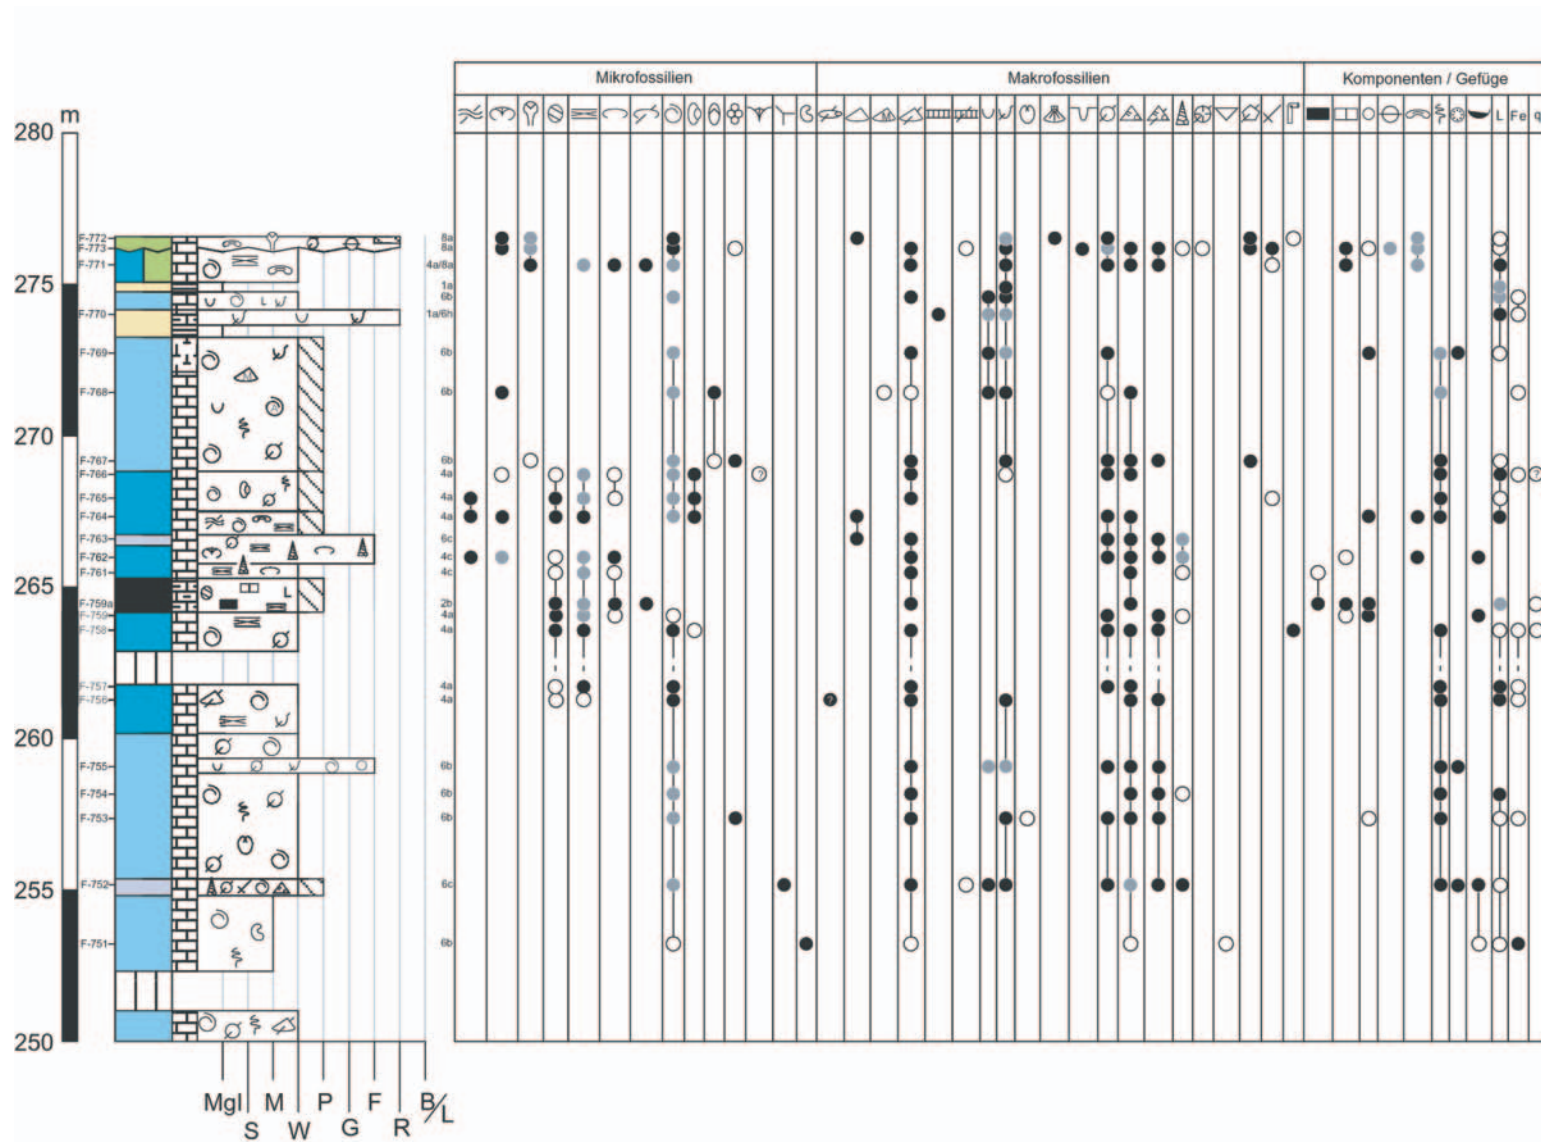 Mikrofossilien Makrofossilien Komponenten / Gefüge
m
L Fe q
280
F-772 8a
F-773 8a
F-771 4a/8a
275
1a
6b
F-770 1a/6h
F-769 6b
F-768 6b
270
F-767 6b
F-766 4a ? ?
F-765 4a
F-764 4a
F-763 6c
F-762 4c
F-761 4c
265
L
F-759a 2b
F-759 4a
F-758 4a
F-757 4a
F-756 4a ?
260
F-755 6b
F-754 6b
F-753 6b
255
F-752 6c
F-751 6b
250
Mgl M P F B/L
S W G R